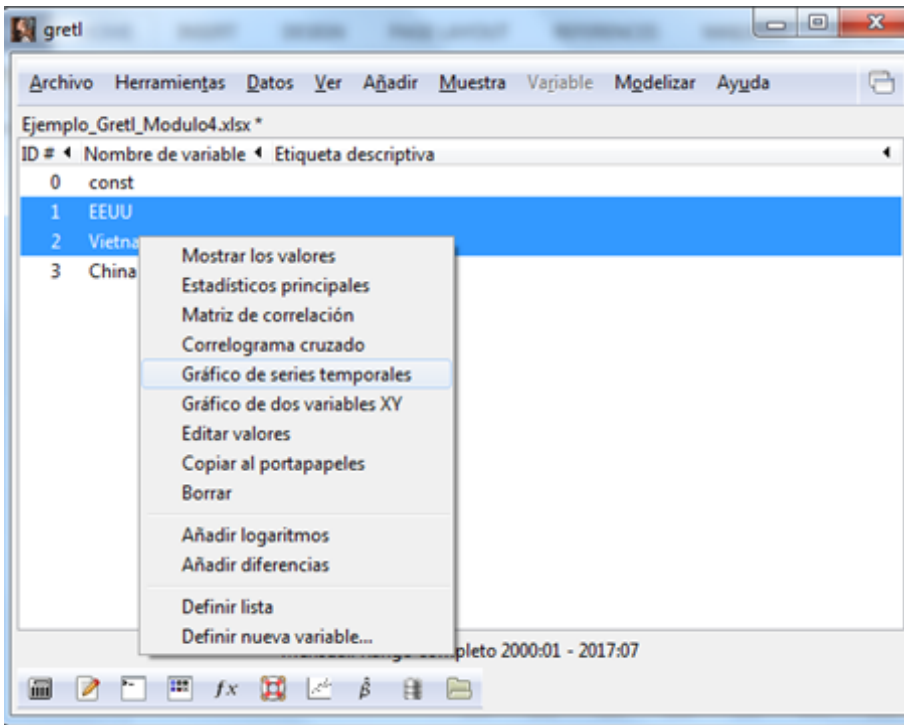 gretl
Archivo Herramientas Datos Ver Añadir Muestra Variable Modelizar Ayuda
Ejemplo_Gretl_Modulo4.xlsx *
ID # Nombre de variable Etiqueta descriptiva
0 const
1 EEUU
2 Vietna
3 China
Mostrar los valores
Estadísticos principales
Matriz de correlación
Correlograma cruzado
Gráfico de series temporales
Gráfico de dos variables XY
Editar valores
Copiar al portapapeles
Borrar
Añadir logaritmos
Añadir diferencias
Definir lista
Definir nueva variable...
pleto 2000:01 - 2017:07
fx β̂